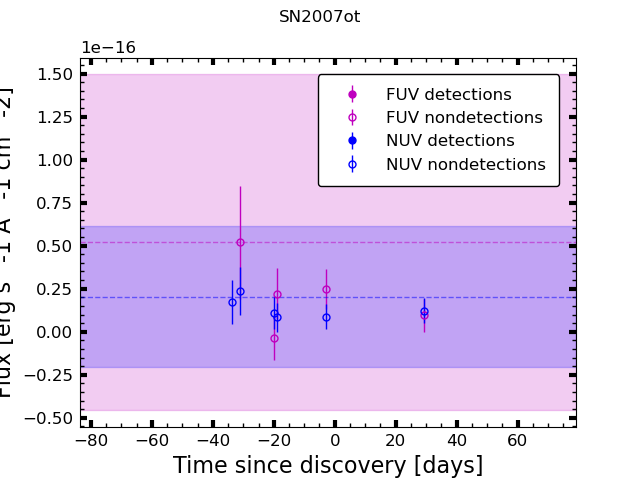 SN2007ot
1e−16
FUV detections
FUV nondetections
NUV detections
NUV nondetections
1.50
1.25
1.00
0.75
0.50
0.25
0.00
−0.25
−0.50
Flux [erg s -1 A -1 cm -2]
−80 −60 −40 −20 0 20 40 60
Time since discovery [days]